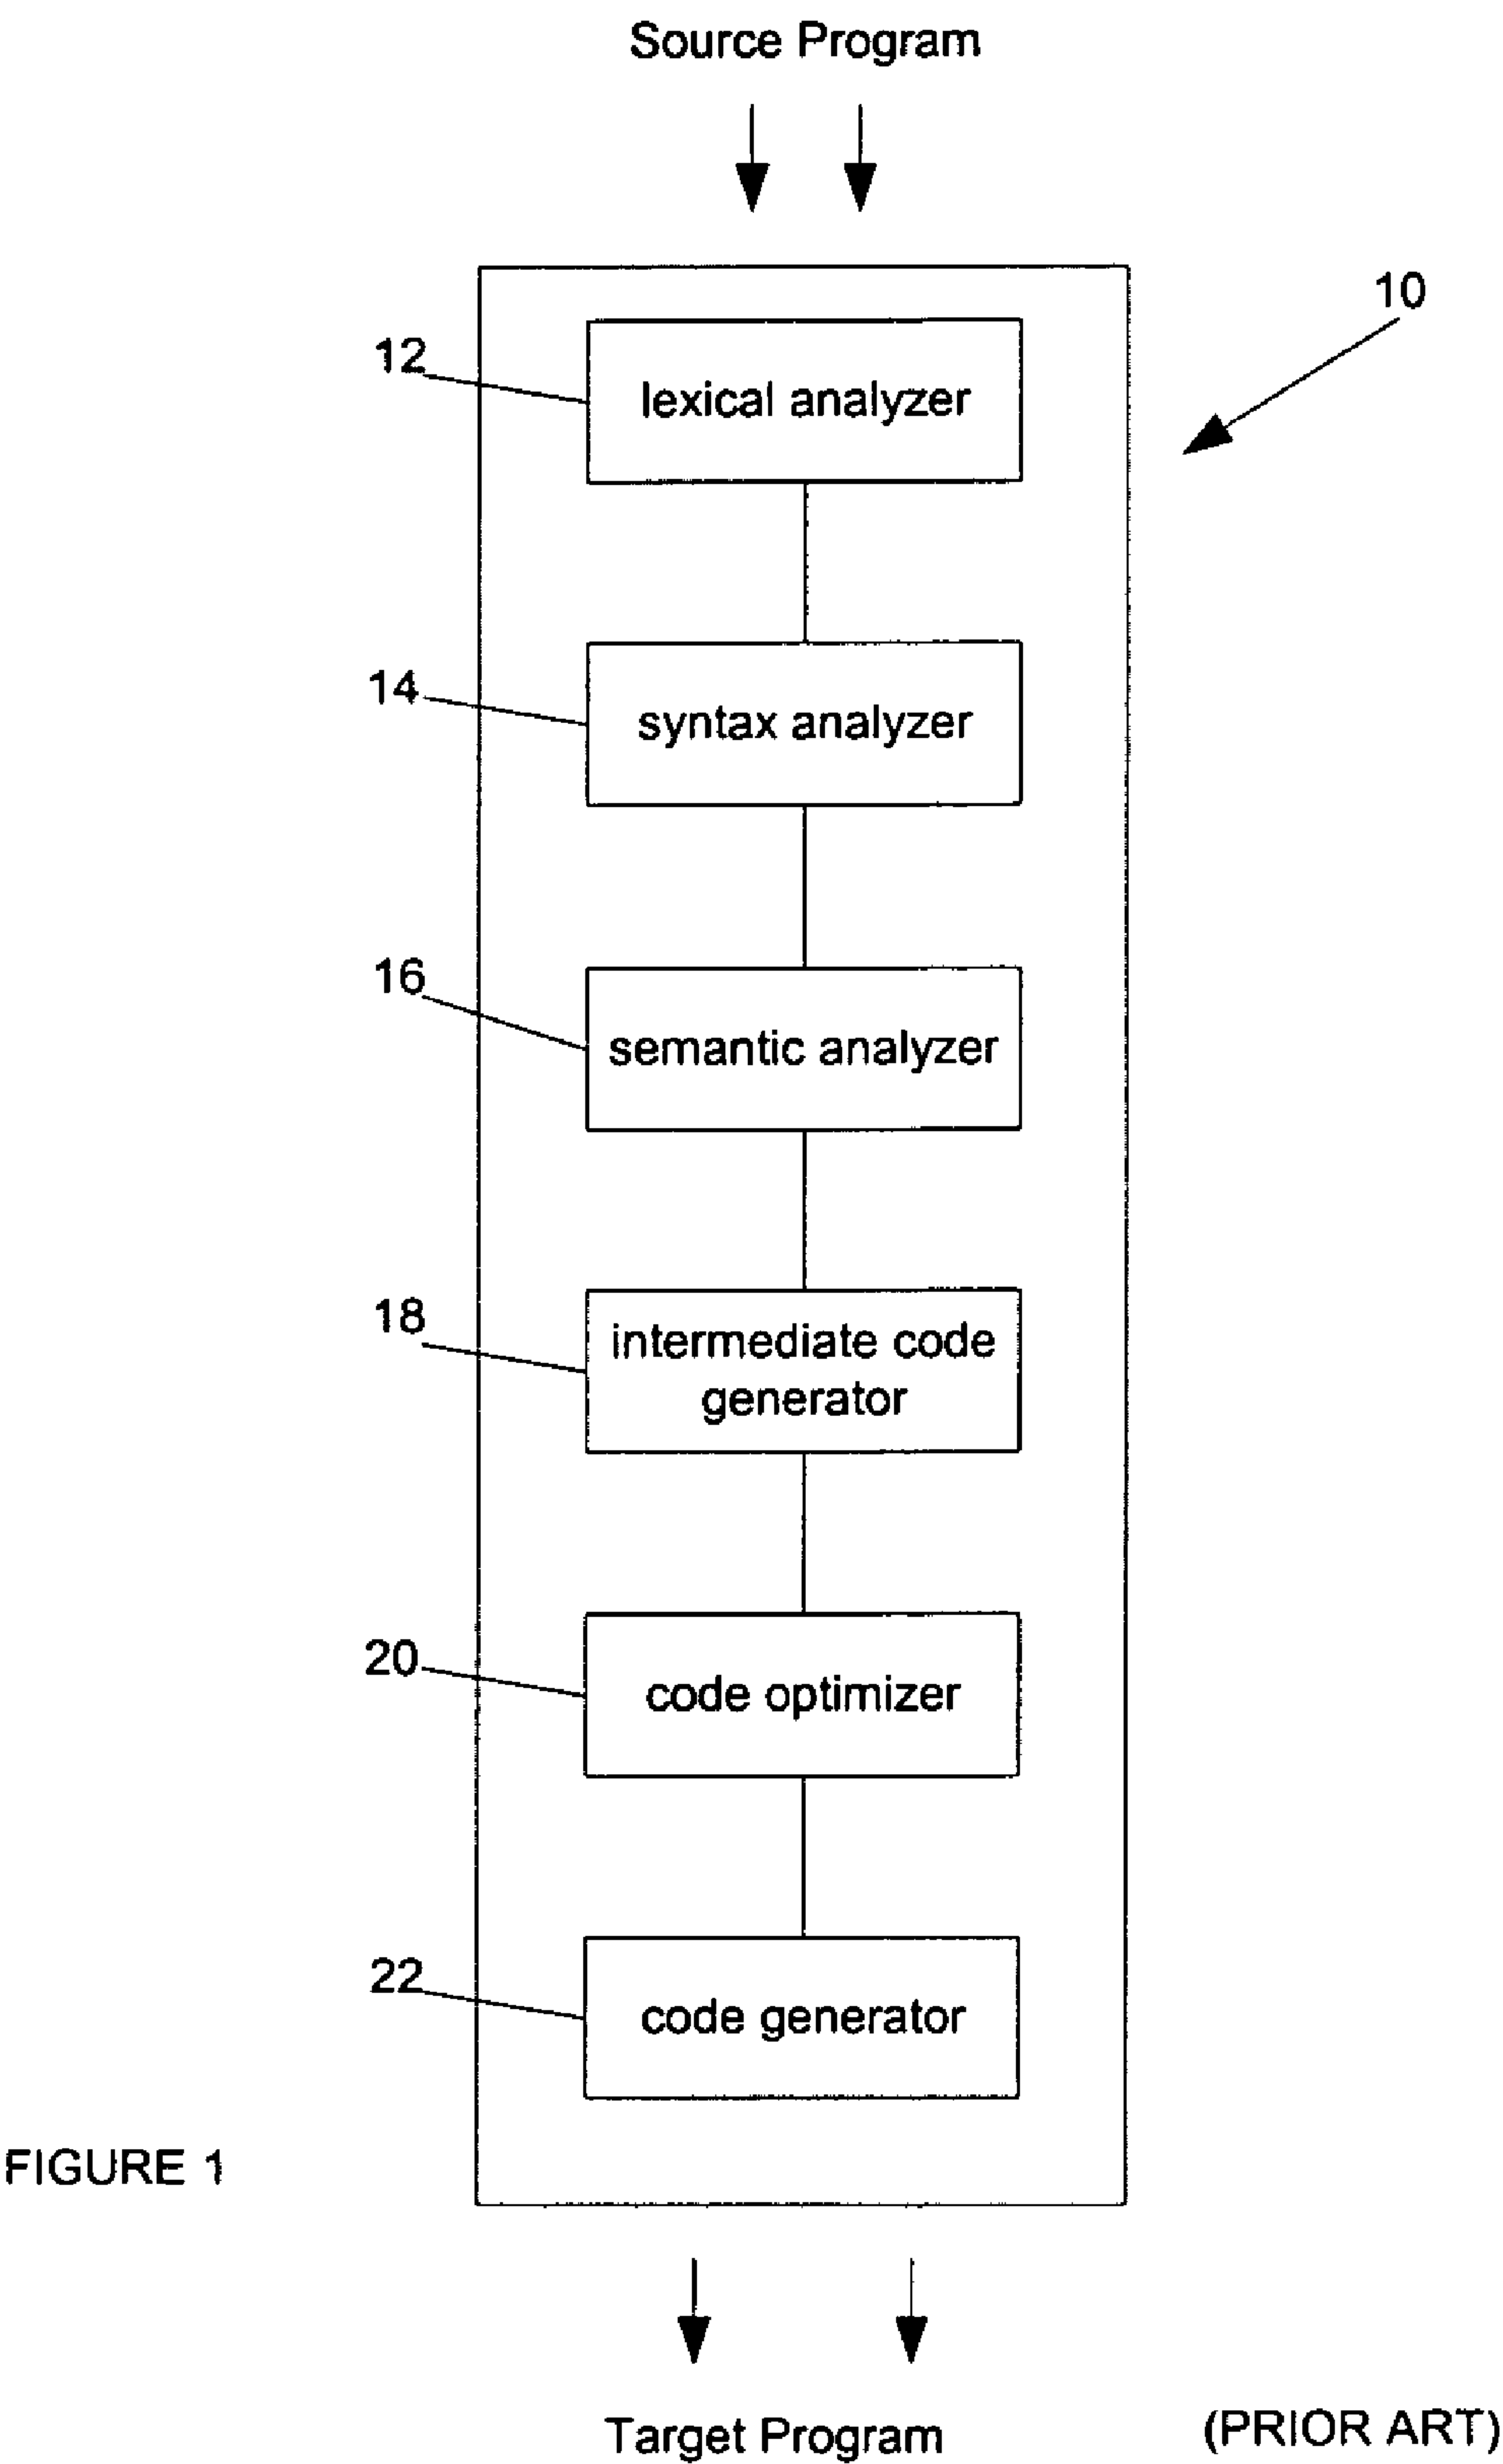 Source Program
10
12
lexical analyzer
14
syntax analyzer
16
semantic analyzer
18
intermediate code
generator
20
code optimizer
22
code generator
FIGURE 1
Target Program
(PRIOR ART)